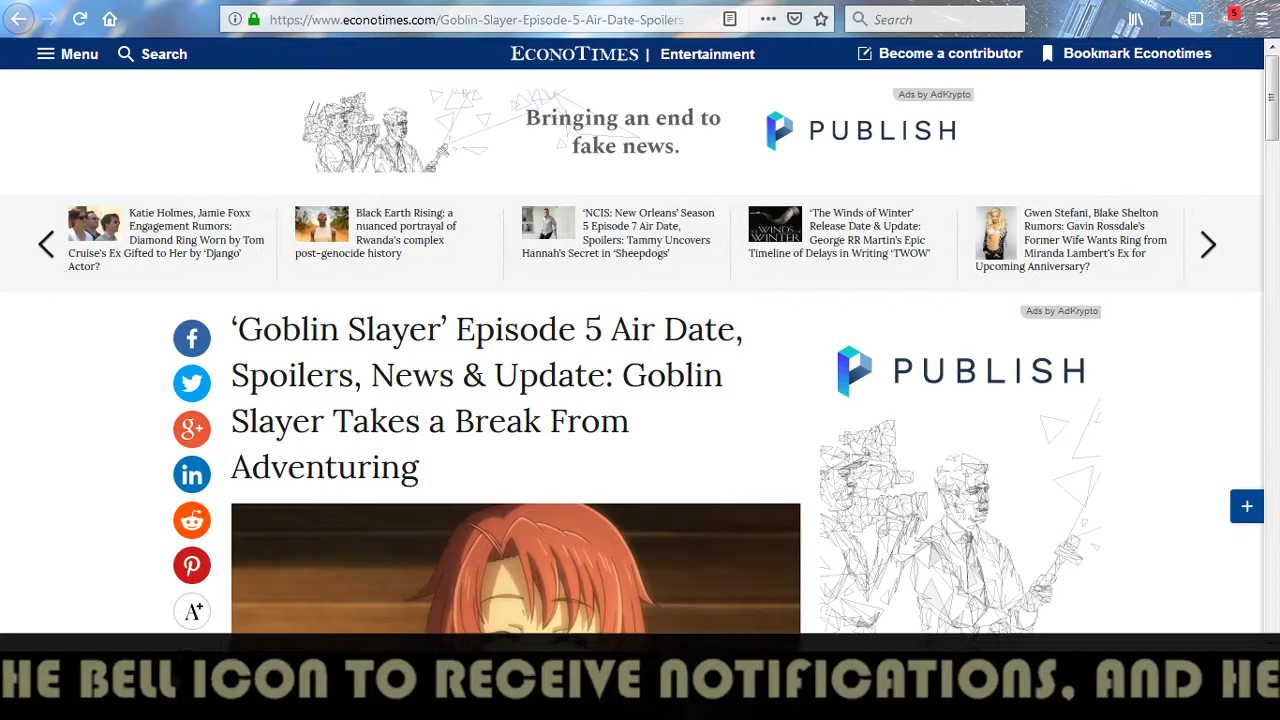 https://www.econotimes.com/Goblin-Slayer-Episode-5-Air-Date-Spoilers
Search
5
Menu
Search
ECONOTIMES | Entertainment
Become a contributor
Bookmark Econotimes
Ads by AdKrypto
Bringing an end to
fake news.
PUBLISH
Katie Holmes, Jamie Foxx
Engagement Rumors:
Diamond Ring Worn by Tom
Cruise's Ex Gifted to Her by ‘Django’
Actor?
Black Earth Rising: a
nuanced portrayal of
Rwanda's complex
post-genocide history
‘NCIS: New Orleans’ Season
5 Episode 7 Air Date,
Spoilers: Tammy Uncovers
Hannah's Secret in ‘Sheepdogs’
THE WINDS OF
WINTER
‘The Winds of Winter’
Release Date & Update:
George RR Martin's Epic
Timeline of Delays in Writing ‘TWOW’
Gwen Stefani, Blake Shelton
Rumors: Gavin Rossdale's
Former Wife Wants Ring from
Miranda Lambert's Ex for
Upcoming Anniversary?
‘Goblin Slayer’ Episode 5 Air Date,
Spoilers, News & Update: Goblin
Slayer Takes a Break From
Adventuring
Ads by AdKrypto
PUBLISH
A+
HE BELL ICON TO RECEIVE NOTIFICATIONS, AND HE